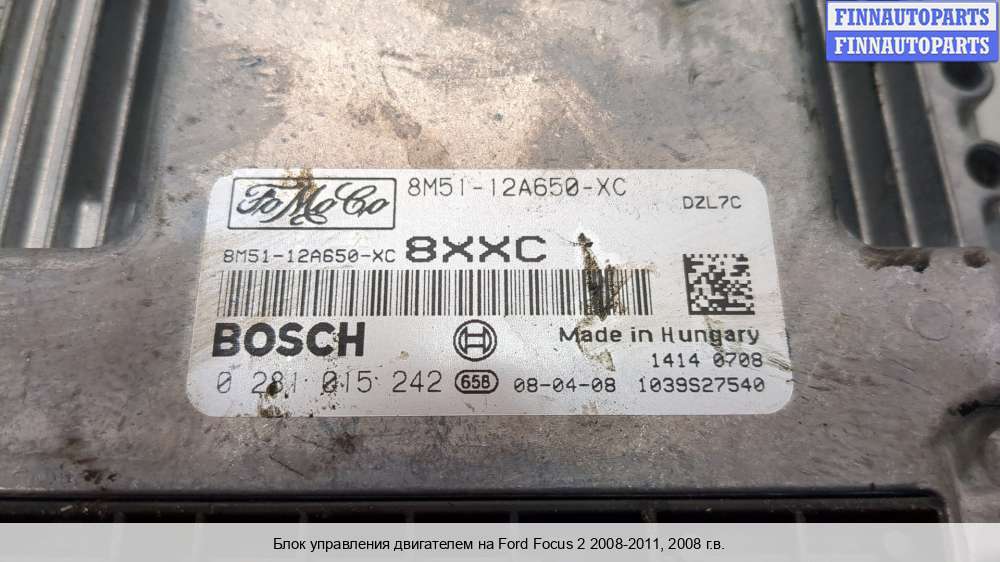 FINNAUTOPARTS
FINNAUTOPARTS
FoMoCo 8M51-12A650-XC
DZL7C
8M51-12A650-XC 8XXC
BOSCH
Made in Hungary
1414 0708
0 281 015 242 658 08-04-08 1039S27540
Блок управления двигателем на Ford Focus 2 2008-2011, 2008 г.в.